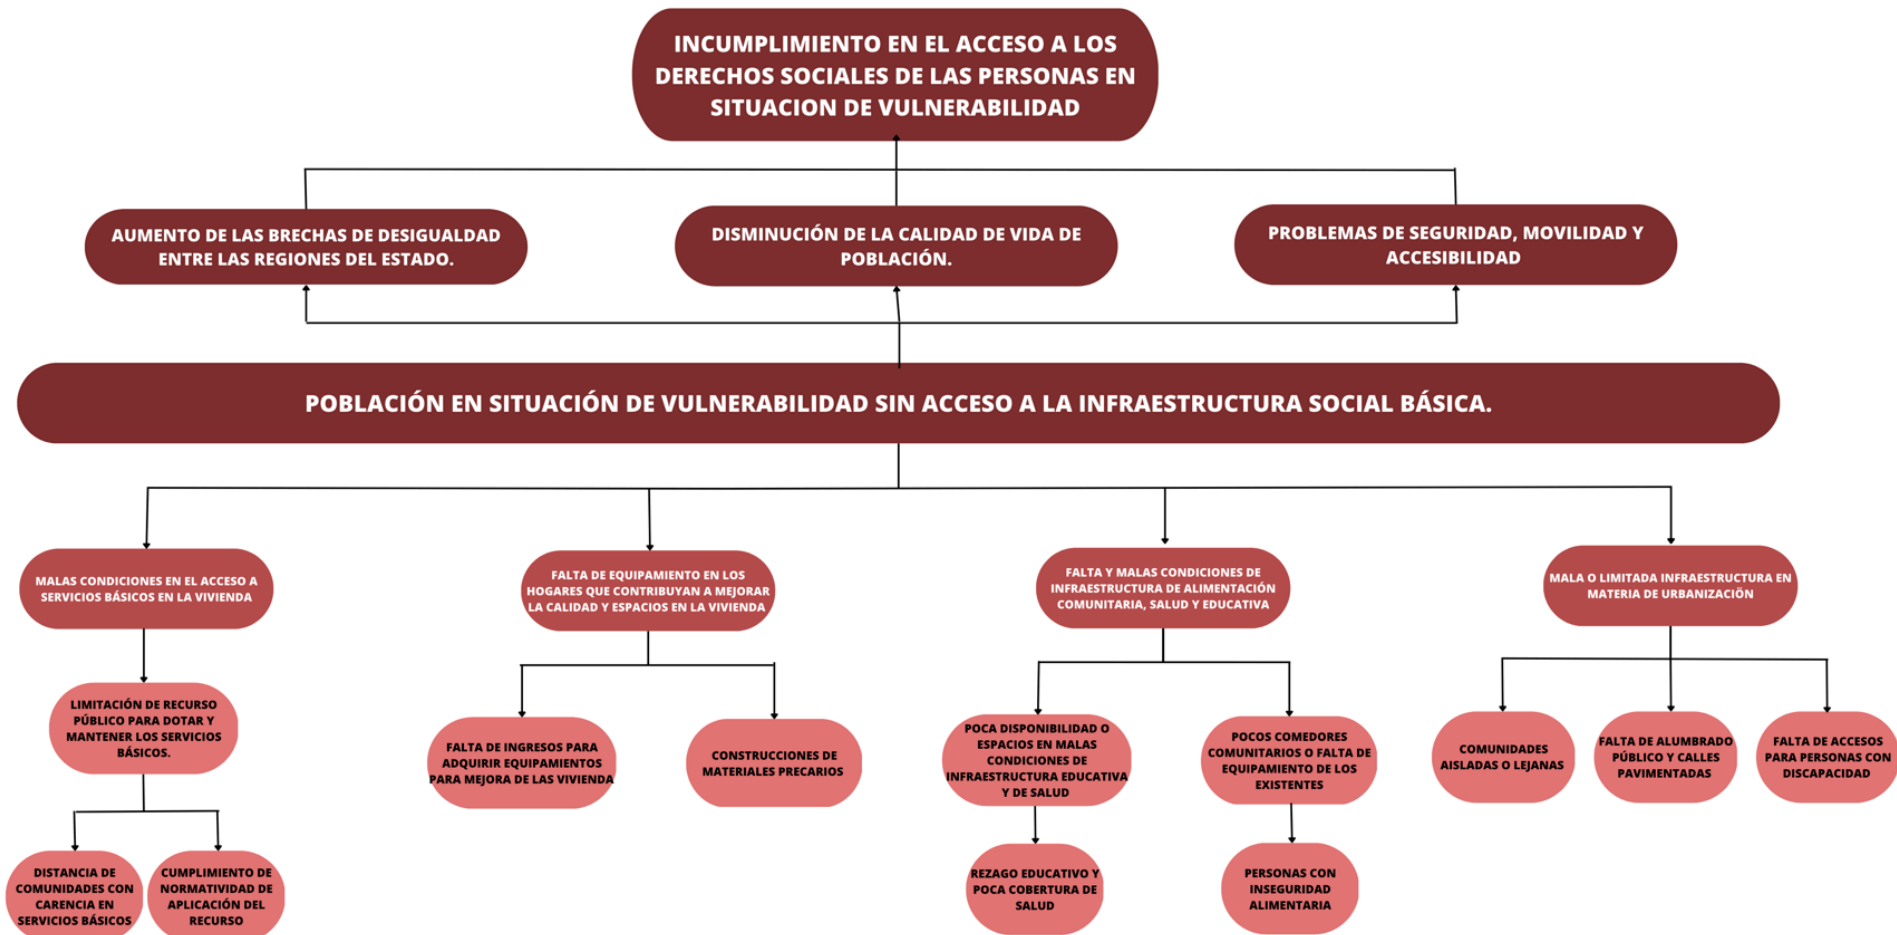 INCUMPLIMIENTO EN EL ACCESO A LOS
DERECHOS SOCIALES DE LAS PERSONAS EN
SITUACION DE VULNERABILIDAD
AUMENTO DE LAS BRECHAS DE DESIGUALDAD
ENTRE LAS REGIONES DEL ESTADO.
DISMINUCIÓN DE LA CALIDAD DE VIDA DE
POBLACIÓN.
PROBLEMAS DE SEGURIDAD, MOVILIDAD Y
ACCESIBILIDAD
POBLACIÓN EN SITUACIÓN DE VULNERABILIDAD SIN ACCESO A LA INFRAESTRUCTURA SOCIAL BÁSICA.
MALAS CONDICIONES EN EL ACCESO A
SERVICIOS BÁSICOS EN LA VIVIENDA
FALTA DE EQUIPAMIENTO EN LOS
HOGARES QUE CONTRIBUYAN A MEJORAR
LA CALIDAD Y ESPACIOS EN LA VIVIENDA
FALTA Y MALAS CONDICIONES DE
INFRAESTRUCTURA DE ALIMENTACIÓN
COMUNITARIA, SALUD Y EDUCATIVA
MALA O LIMITADA INFRAESTRUCTURA EN
MATERIA DE URBANIZACIÖN
LIMITACIÓN DE RECURSO
PÚBLICO PARA DOTAR Y
MANTENER LOS SERVICIOS
BÁSICOS.
FALTA DE INGRESOS PARA
ADQUIRIR EQUIPAMIENTOS
PARA MEJORA DE LAS VIVIENDA
CONSTRUCCIONES DE
MATERIALES PRECARIOS
POCA DISPONIBILIDAD O
ESPACIOS EN MALAS
CONDICIONES DE
INFRAESTRUCTURA EDUCATIVA
Y DE SALUD
POCOS COMEDORES
COMUNITARIOS O FALTA DE
EQUIPAMIENTO DE LOS
EXISTENTES
COMUNIDADES
AISLADAS O LEJANAS
FALTA DE ALUMBRADO
PÚBLICO Y CALLES
PAVIMENTADAS
FALTA DE ACCESOS
PARA PERSONAS CON
DISCAPACIDAD
DISTANCIA DE
COMUNIDADES CON
CARENCIA EN
SERVICIOS BÁSICOS
CUMPLIMIENTO DE
NORMATIVIDAD DE
APLICACIÓN DEL
RECURSO
REZAGO EDUCATIVO Y
POCA COBERTURA DE
SALUD
PERSONAS CON
INSEGURIDAD
ALIMENTARIA